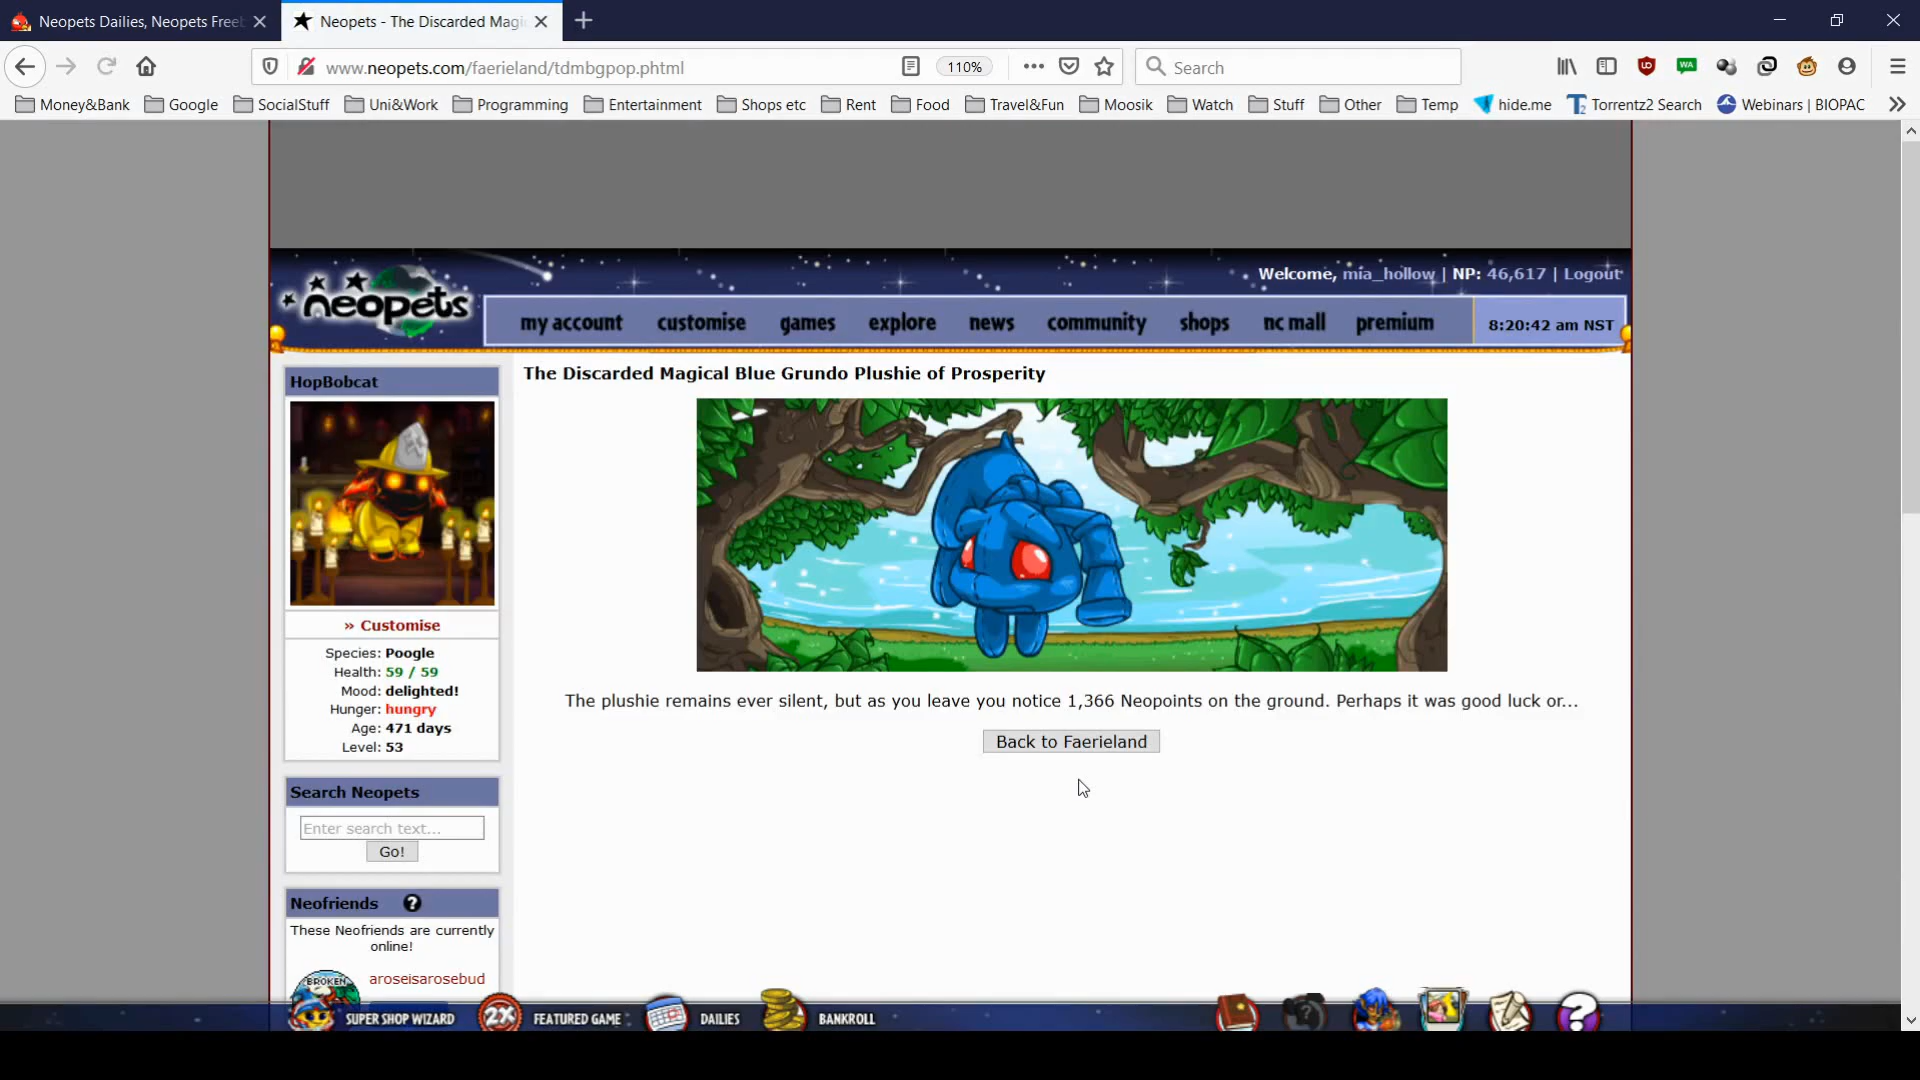 Neopets Dailies, Neopets Freeb
Neopets - The Discarded Magi
www.neopets.com/faerieland/tdmbgpop.phtml
110%
Search
Money&Bank Google SocialStuff Uni&Work Programming Entertainment Shops etc Rent Food Travel&Fun Moosik Watch Stuff Other Temp hide.me Torrentz2 Search Webinars | BIOPAC
Welcome, mia_hollow | NP: 46,617 | Logout
neopets
my account customise games explore news community shops nc mall premium
8:20:42 am NST
HopBobcat
» Customise
Species: Poogle
Health: 59 / 59
Mood: delighted!
Hunger: hungry
Age: 471 days
Level: 53
Search Neopets
Enter search text...
Go!
Neofriends ?
These Neofriends are currently
online!
BROKEN
aroseisarosebud
The Discarded Magical Blue Grundo Plushie of Prosperity
The plushie remains ever silent, but as you leave you notice 1,366 Neopoints on the ground. Perhaps it was good luck or...
Back to Faerieland
SUPER SHOP WIZARD
2X FEATURED GAME
DAILIES
BANKROLL